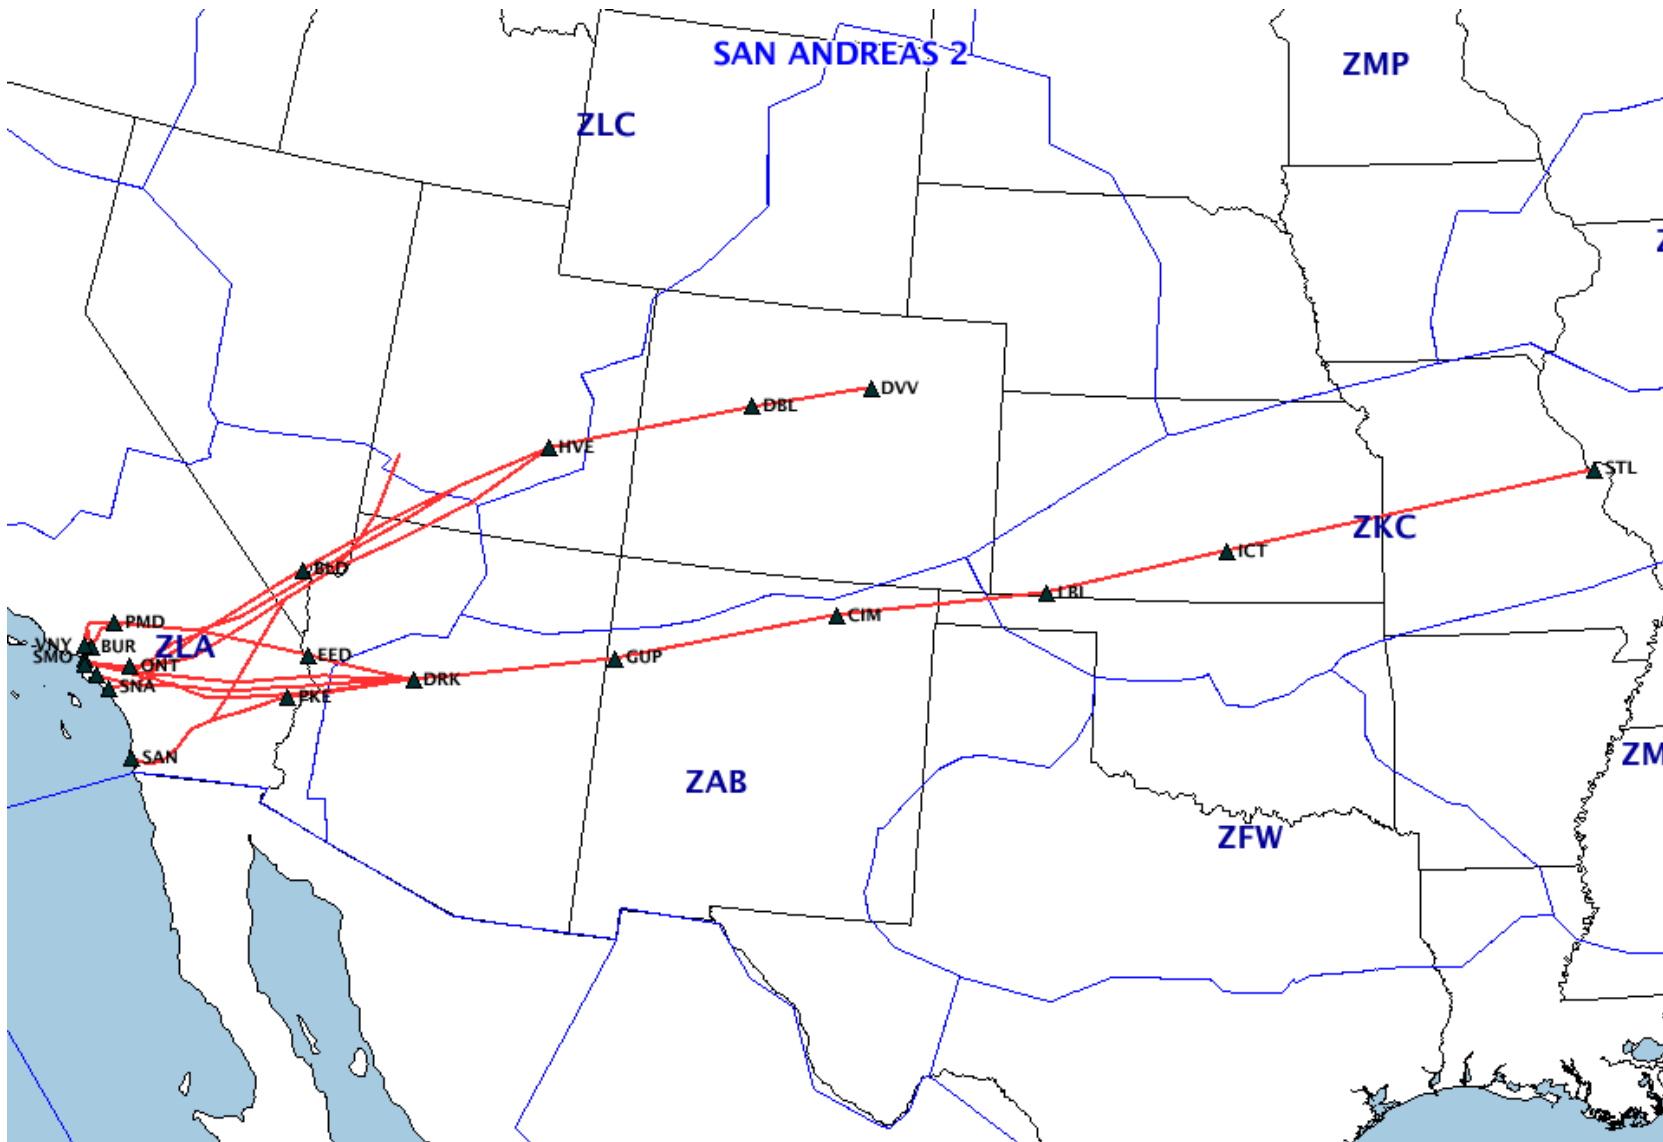 SAN ANDREAS 2
ZMP
ZLC
DVV
DBL
HVE
STL
ZKC
ICT
BLD
LBL
CIM
PMD
VNY
BUR
ZLA
SMO
ONT
EED
GUP
DRK
SNA
PKE
SAN
ZAB
ZFW
ZM